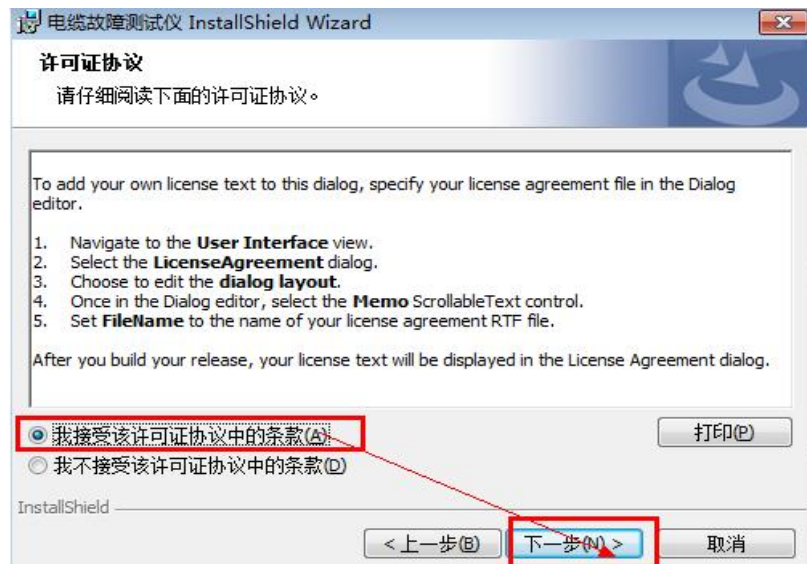 电缆故障测试仪 InstallShield Wizard
许可证协议
请仔细阅读下面的许可证协议。
To add your own license text to this dialog, specify your license agreement file in the Dialog
editor.
1. Navigate to the User Interface view.
2. Select the LicenseAgreement dialog.
3. Choose to edit the dialog layout.
4. Once in the Dialog editor, select the Memo ScrollableText control.
5. Set FileName to the name of your license agreement RTF file.
After you build your release, your license text will be displayed in the License Agreement dialog.
我接受该许可证协议中的条款(A)
打印(P)
我不接受该许可证协议中的条款(D)
InstallShield
<上一步(B) 下一步(N)> 取消